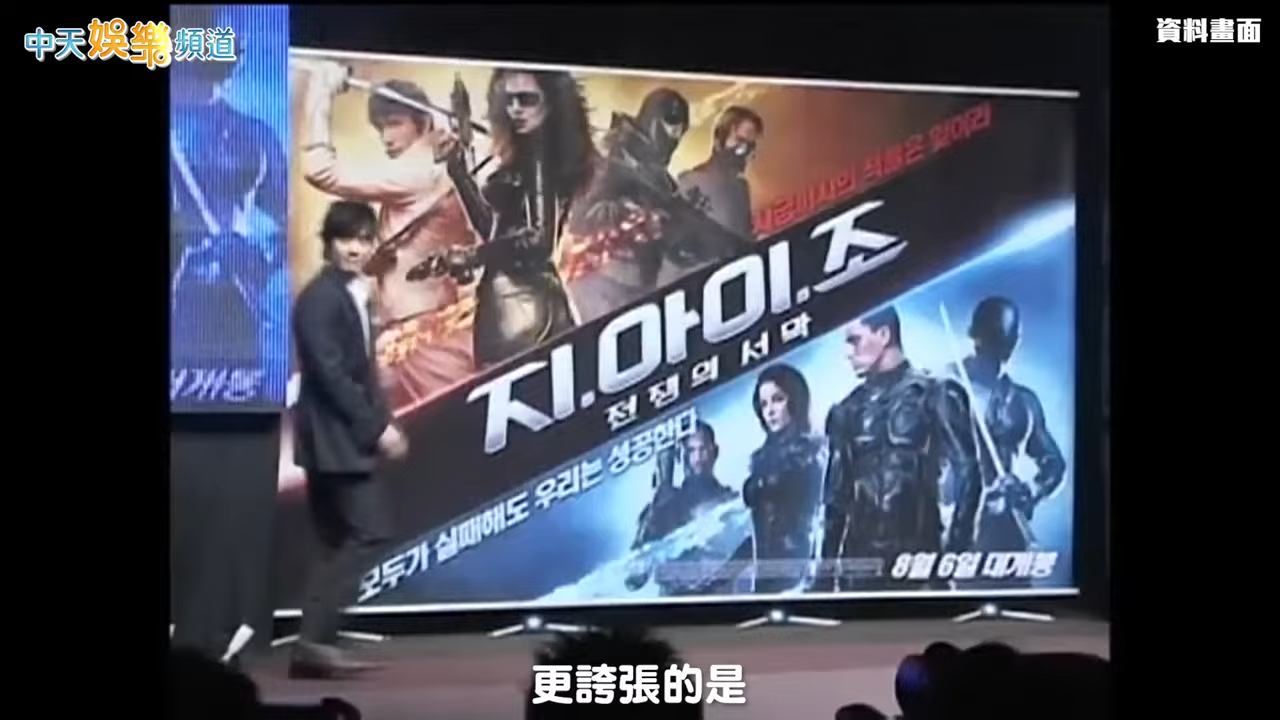 中天娛樂頻道
資料畫面
지.아이.조
전쟁의 서막
모두가 실패해도 우리는 성공한다
8월 6일 대개봉
개봉
更誇張的是